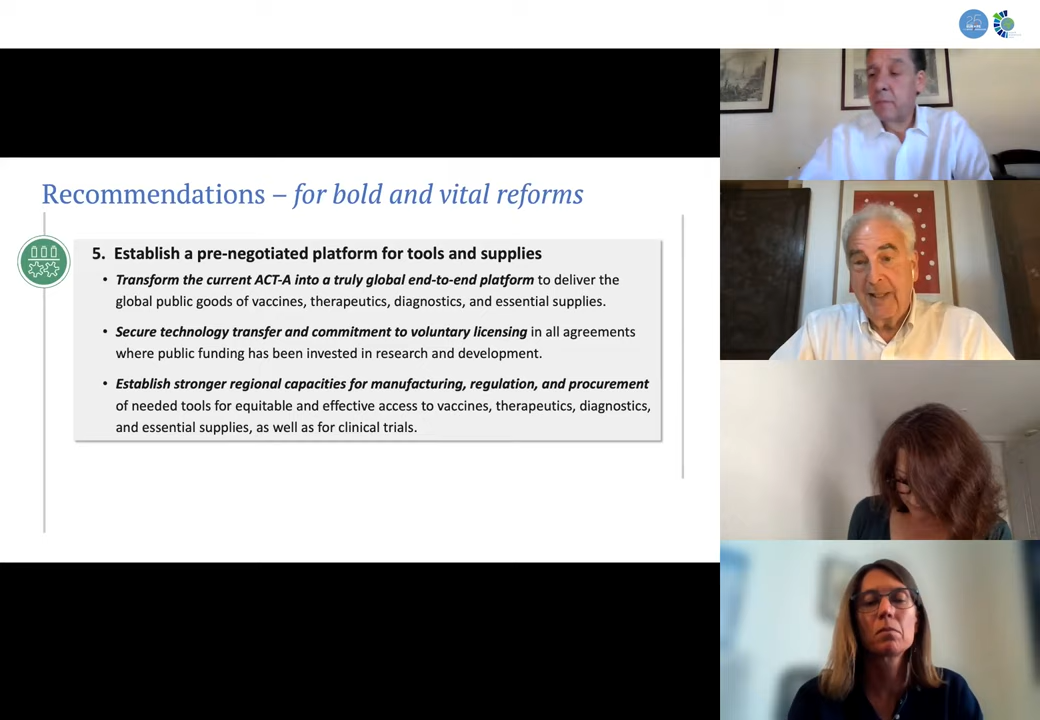 Recommendations – for bold and vital reforms
5. Establish a pre-negotiated platform for tools and supplies
• Transform the current ACT-A into a truly global end-to-end platform to deliver the
global public goods of vaccines, therapeutics, diagnostics, and essential supplies.
• Secure technology transfer and commitment to voluntary licensing in all agreements
where public funding has been invested in research and development.
• Establish stronger regional capacities for manufacturing, regulation, and procurement
of needed tools for equitable and effective access to vaccines, therapeutics, diagnostics,
and essential supplies, as well as for clinical trials.